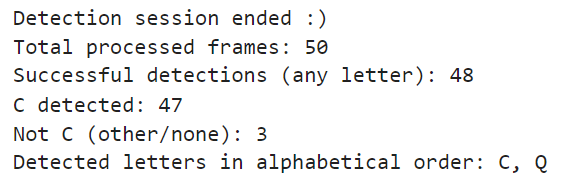 Detection session ended :)
Total processed frames: 50
Successful detections (any letter): 48
C detected: 47
Not C (other/none): 3
Detected letters in alphabetical order: C, Q